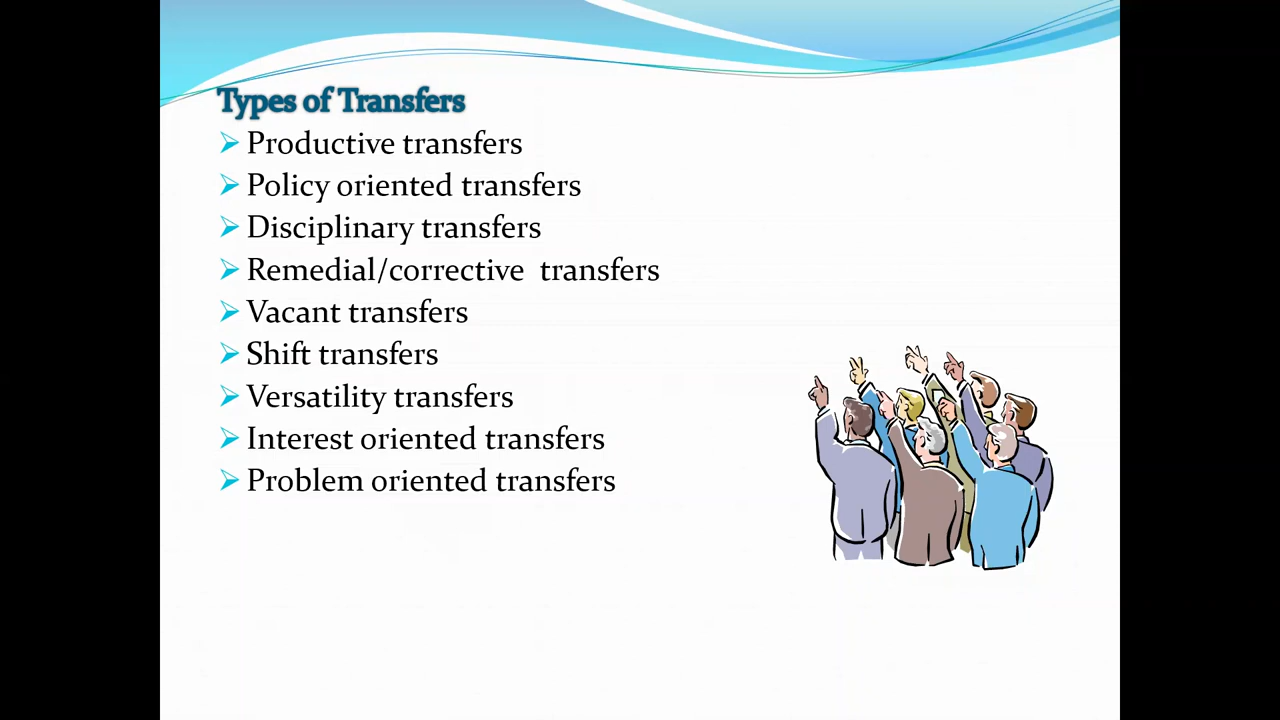 Types of Transfers
Productive transfers
Policy oriented transfers
Disciplinary transfers
Remedial/corrective  transfers
Vacant transfers
Shift transfers
Versatility transfers
Interest oriented transfers
Problem oriented transfers